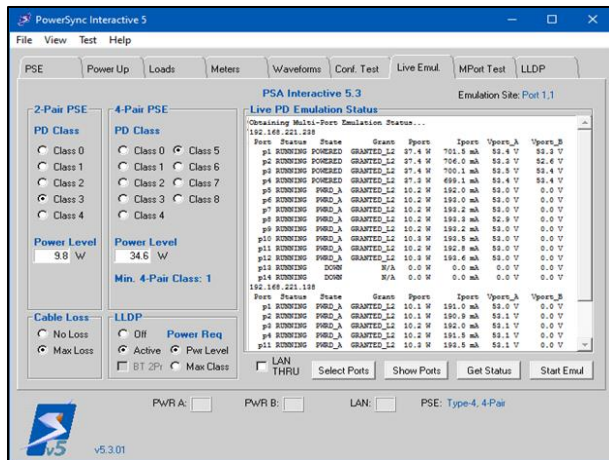 PowerSync Interactive 5
File View Test Help
PSE Power Up Loads Meters Waveforms Conf. Test Live Emul. MPort Test LLDP
PSA Interactive 5.3
Emulation Site: Port 1,1
2-Pair PSE
PD Class
Class 0
Class 1
Class 2
Class 3
Class 4
Power Level
9.8 W
4-Pair PSE
PD Class
Class 0 Class 5
Class 1 Class 6
Class 2 Class 7
Class 3 Class 8
Class 4
Power Level
34.6 W
Min. 4-Pair Class: 1
Live PD Emulation Status
'Obtaining Multi-Port Emulation Status...
'192.168.221.238
Port Status State Grant Pport Iport Vport_A Vport_B
p1 RUNNING POWERED GRANTED_L2 37.4 W 701.5 mA 53.4 V 53.3 V
p2 RUNNING POWERED GRANTED_L2 37.4 W 706.0 mA 53.3 V 52.6 V
p3 RUNNING POWERED GRANTED_L2 37.4 W 700.1 mA 53.5 V 53.4 V
p4 RUNNING POWERED GRANTED_L2 37.3 W 699.1 mA 53.4 V 53.4 V
p5 RUNNING PWRD_A GRANTED_L2 10.2 W 192.0 mA 53.0 V 0.0 V
p6 RUNNING PWRD_A GRANTED_L2 10.2 W 193.0 mA 53.0 V 0.0 V
p7 RUNNING PWRD_A GRANTED_L2 10.2 W 193.2 mA 53.0 V 0.0 V
p8 RUNNING PWRD_A GRANTED_L2 10.2 W 193.3 mA 52.9 V 0.0 V
p9 RUNNING PWRD_A GRANTED_L2 10.2 W 193.2 mA 53.0 V 0.0 V
p10 RUNNING PWRD_A GRANTED_L2 10.3 W 193.5 mA 53.0 V 0.0 V
p11 RUNNING PWRD_A GRANTED_L2 10.2 W 192.8 mA 53.0 V 0.0 V
p12 RUNNING PWRD_A GRANTED_L2 10.3 W 193.6 mA 53.0 V 0.0 V
p13 RUNNING DOWN N/A 0.0 W 0.0 mA 0.0 V 0.0 V
p14 RUNNING DOWN N/A 0.0 W 0.0 mA 0.0 V 0.0 V
192.168.221.138
Port Status State Grant Pport Iport Vport_A Vport_B
p1 RUNNING PWRD_A GRANTED_L2 10.1 W 191.0 mA 53.0 V 0.0 V
p2 RUNNING PWRD_A GRANTED_L2 10.1 W 190.9 mA 53.1 V 0.0 V
p3 RUNNING PWRD_A GRANTED_L2 10.2 W 192.0 mA 53.1 V 0.0 V
p4 RUNNING PWRD_A GRANTED_L2 10.2 W 191.5 mA 53.1 V 0.0 V
p11 RUNNING PWRD_A GRANTED_L2 10.3 W 193.5 mA 53.1 V 0.0 V
Cable Loss
No Loss
Max Loss
LLDP
Off Power Req
Active Pwr Level
BT 2Pr Max Class
LAN THRU
Select Ports Show Ports Get Status Start Emul
PWR A: PWR B: LAN: PSE: Type-4, 4-Pair
v5
v5.3.01